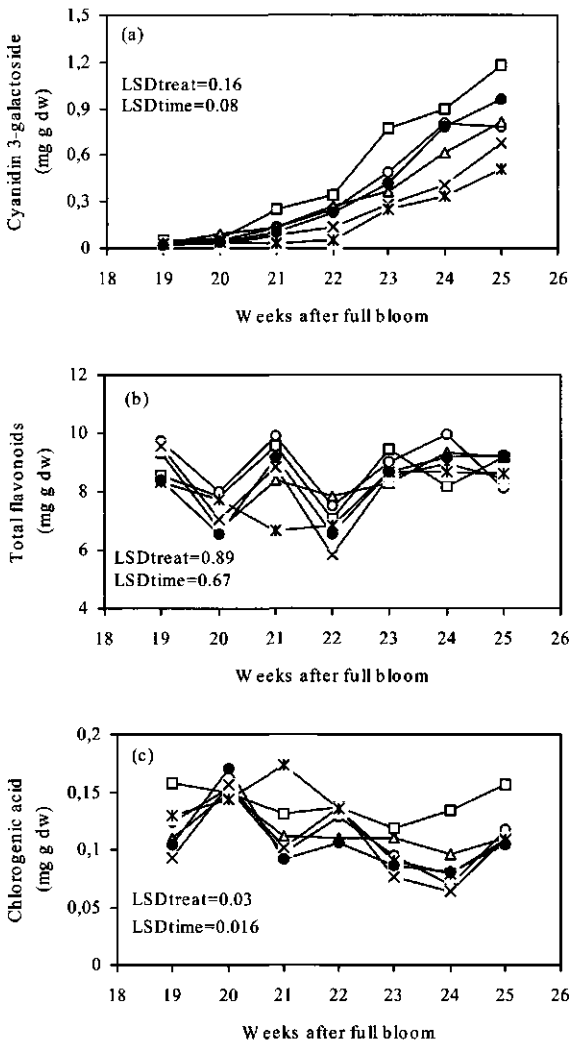 (a)
LSDtreat=0.16
LSDtime=0.08
Cyanidin 3-galactoside
(mg g dw)
1,5
1,2
0,9
0,6
0,3
0
18 19 20 21 22 23 24 25 26
Weeks after full bloom
(b)
Total flavonoids
(mg g dw)
12
10
8
6
4
LSDtreat=0.89
LSDtime=0.67
18 19 20 21 22 23 24 25 26
Weeks after full bloom
(c)
Chlorogenic acid
(mg g dw)
0,2
0,15
0,1
0,05
0
LSDtreat=0.03
LSDtime=0.016
18 19 20 21 22 23 24 25 26
Weeks after full bloom